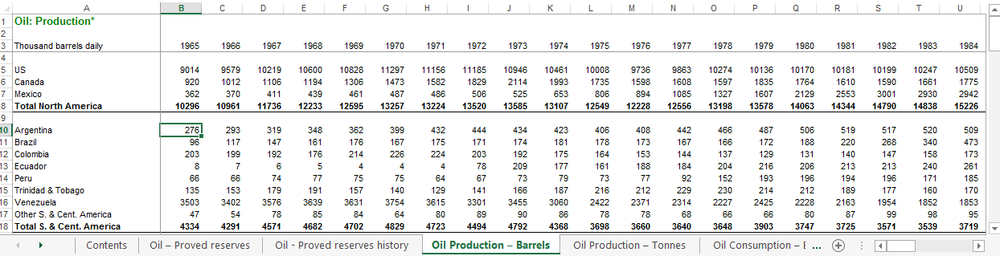 A B C D E F G H I J K L M N O P Q R S T U
1 Oil: Production*
2
3 Thousand barrels daily 1965 1966 1967 1968 1969 1970 1971 1972 1973 1974 1975 1976 1977 1978 1979 1980 1981 1982 1983 1984
4
5 US 9014 9579 10219 10600 10828 11297 11156 11185 10946 10461 10008 9736 9863 10274 10136 10170 10181 10199 10247 10509
6 Canada 920 1012 1106 1194 1306 1473 1582 1829 2114 1993 1735 1598 1608 1597 1835 1764 1610 1590 1661 1775
7 Mexico 362 370 411 439 461 487 486 506 525 653 806 894 1085 1327 1607 2129 2553 3001 2930 2942
8 Total North America 10296 10961 11736 12233 12595 13257 13224 13520 13585 13107 12549 12228 12556 13198 13578 14063 14344 14790 14838 15226
9
10 Argentina 276 293 319 348 362 399 432 444 434 423 406 408 442 466 487 506 519 517 520 509
11 Brazil 96 117 147 161 176 167 175 171 174 181 178 173 167 166 172 188 220 268 340 473
12 Colombia 203 199 192 176 214 226 224 203 192 175 164 153 144 137 129 131 140 147 158 173
13 Ecuador 8 7 6 5 4 4 4 78 209 177 161 188 184 204 216 206 213 213 240 261
14 Peru 66 66 74 77 75 75 64 67 73 79 73 77 92 152 193 196 194 196 171 185
15 Trinidad & Tobago 135 153 179 191 157 140 129 141 166 187 216 212 229 230 214 212 189 177 160 170
16 Venezuela 3503 3402 3576 3639 3631 3754 3615 3301 3455 3060 2422 2371 2314 2227 2425 2228 2163 1954 1852 1853
17 Other S. & Cent. America 47 54 78 85 84 64 80 89 90 86 78 78 68 66 66 80 87 99 98 95
18 Total S. & Cent. America 4334 4291 4571 4682 4702 4829 4723 4494 4792 4368 3698 3660 3640 3648 3903 3747 3725 3571 3539 3719
Contents Oil – Proved reserves Oil - Proved reserves history Oil Production – Barrels Oil Production – Tonnes Oil Consumption – ...